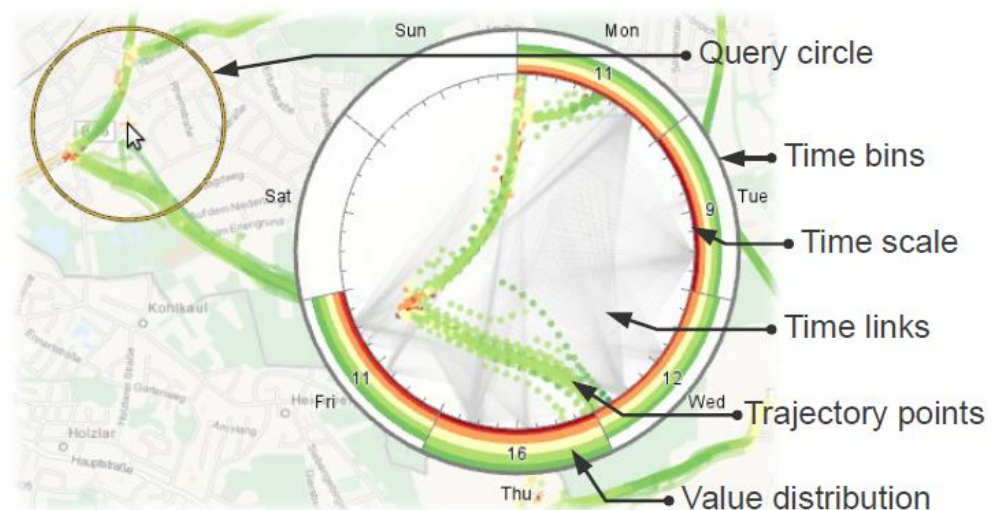 Sun
Mon
Query circle
11
Time bins
Sat
Tue
9
Time scale
Kohlkaul
Time links
11
12
Fri
Wed
Trajectory points
Holzlar
Hauptstraße
16
Thu
Value distribution